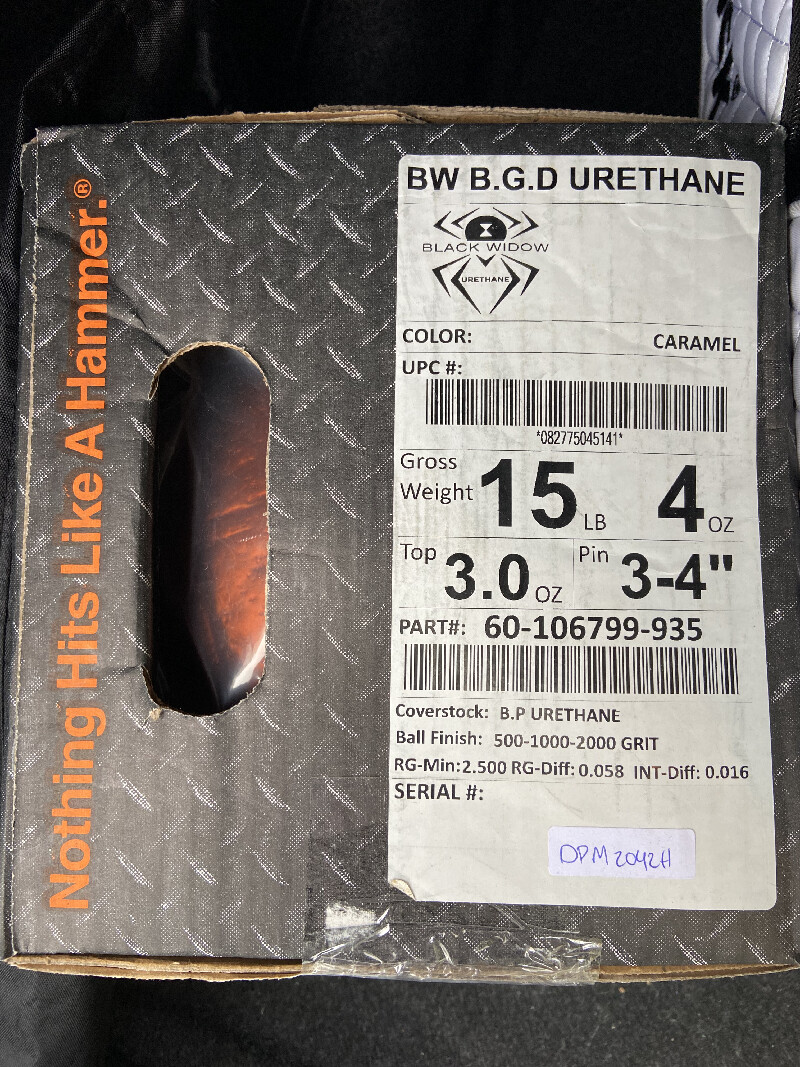 Nothing Hits Like A Hammer.®
BW B.G.D URETHANE
BLACK WIDOW
URETHANE
COLOR: CARAMEL
UPC #:
*082775045141*
Gross Weight 15 LB 4 OZ
Top 3.0 OZ Pin 3-4"
PART#: 60-106799-935
Coverstock: B.P URETHANE
Ball Finish: 500-1000-2000 GRIT
RG-Min:2.500 RG-Diff: 0.058 INT-Diff: 0.016
SERIAL #:
DPM2042H